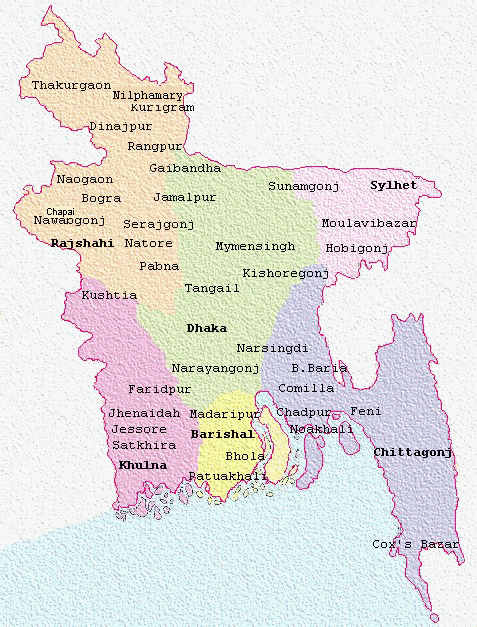 Thakurgaon
Nilphamary
Kurigram
Dinajpur
Rangpur
Gaibandha
Naogaon
Sunamgonj
Sylhet
Bogra
Jamalpur
Chapai
Nawabgonj
Serajgonj
Moulavibazar
Rajshahi
Natore
Mymensingh
Hobigonj
Pabna
Kishoregonj
Kushtia
Tangail
Dhaka
Narsingdi
Narayangonj
B.Baria
Faridpur
Comilla
Jhenaidah
Madaripur
Chadpur
Feni
Jessore
Barishal
Noakhali
Satkhira
Bhola
Chittagonj
Khulna
Patuakhali
Cox's Bazar